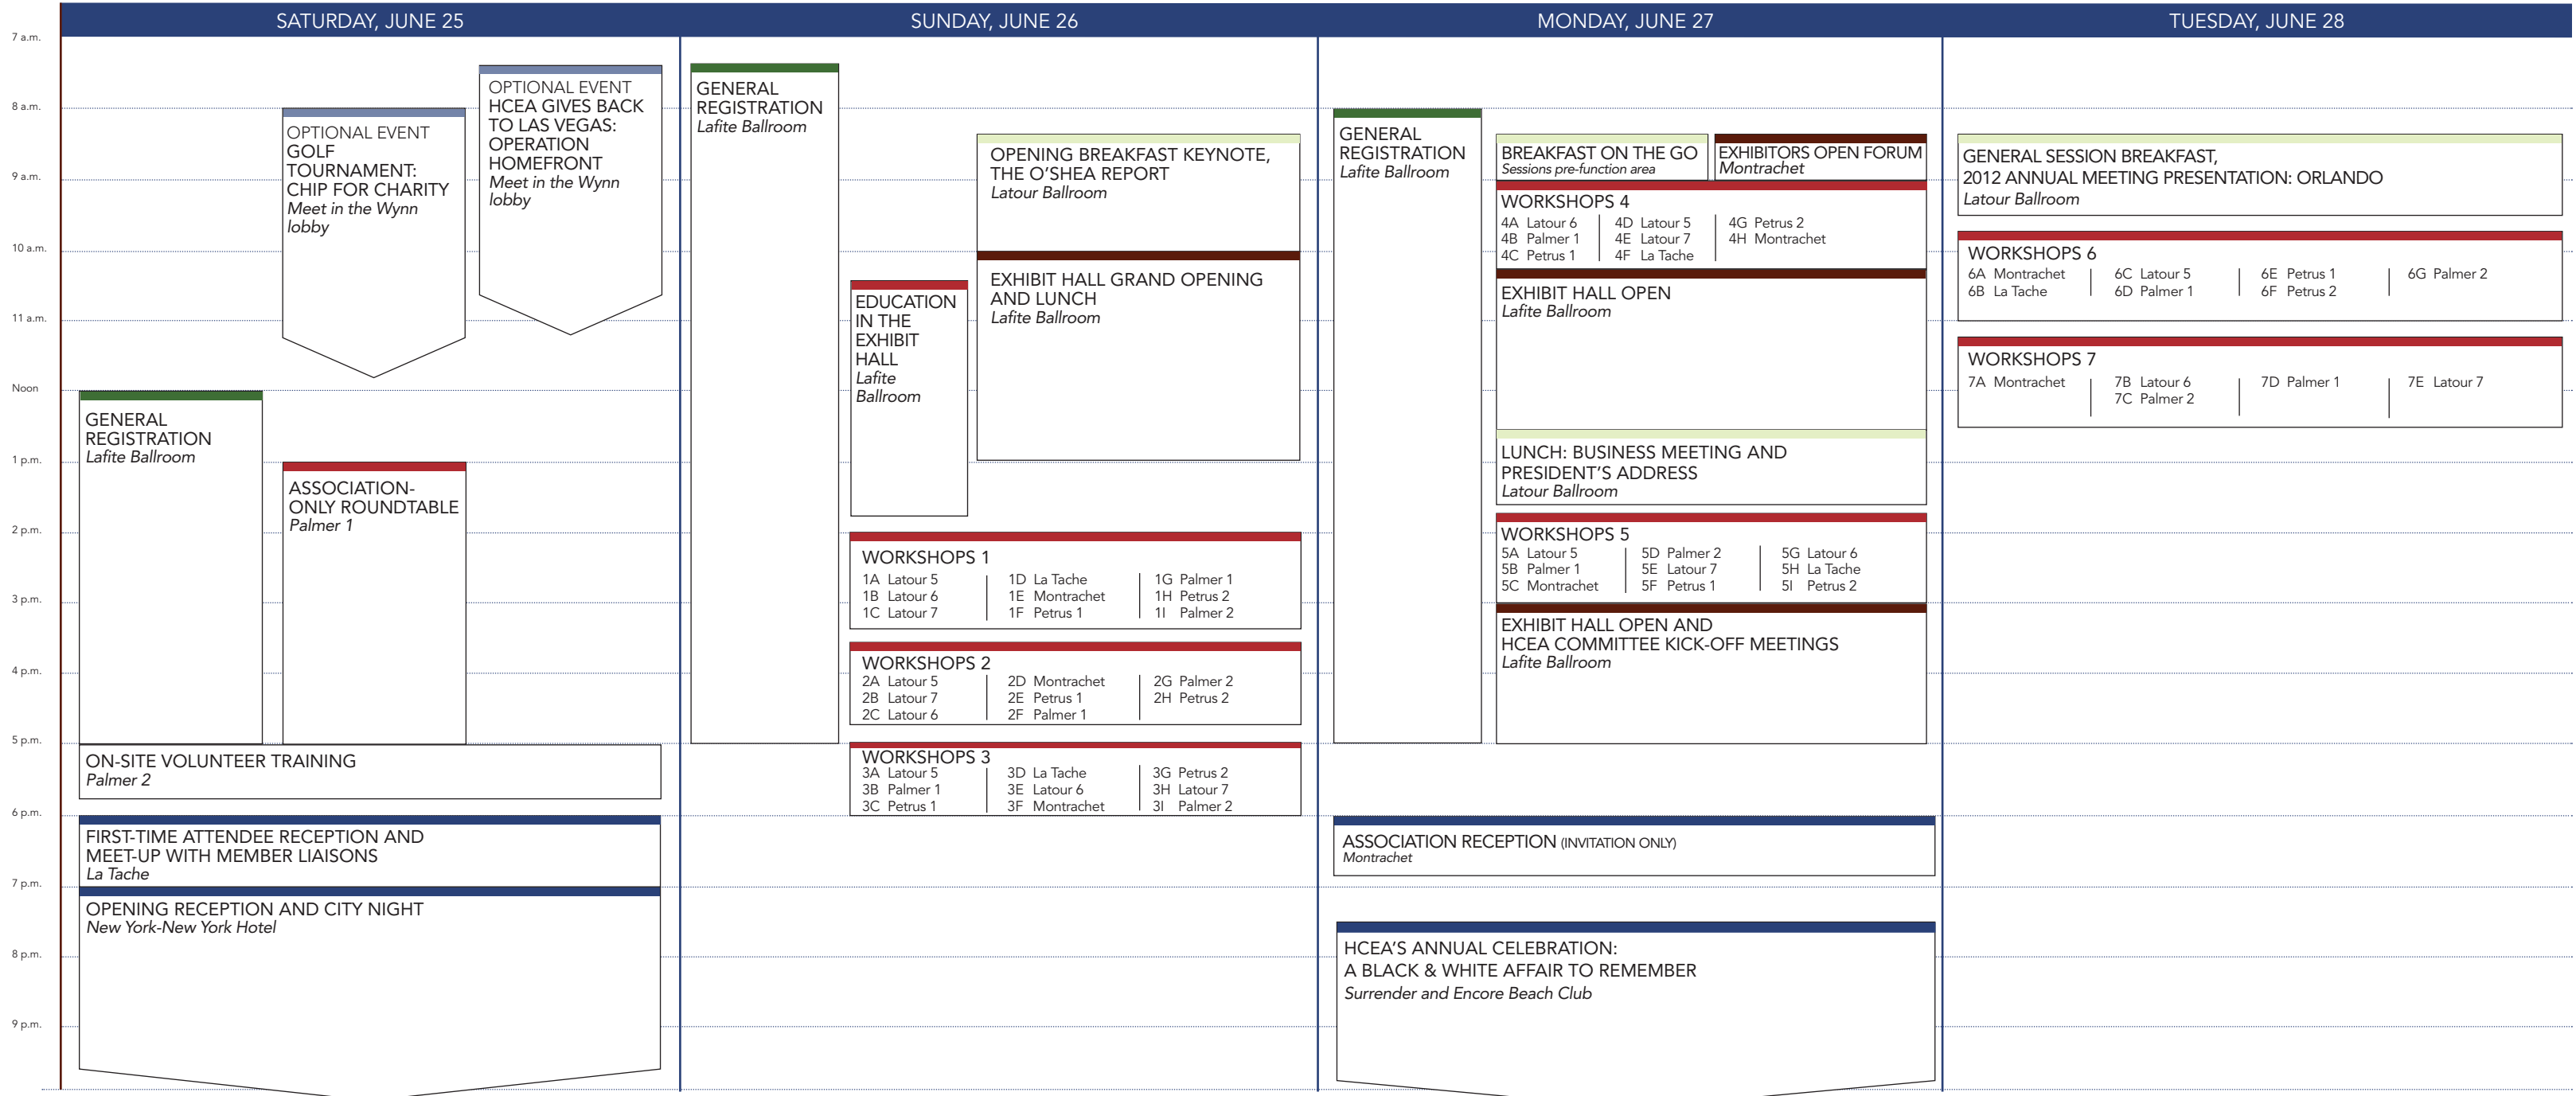 SATURDAY, JUNE 25
SUNDAY, JUNE 26
MONDAY, JUNE 27
TUESDAY, JUNE 28
7 a.m.
8 a.m.
9 a.m.
10 a.m.
11 a.m.
Noon
1 p.m.
2 p.m.
3 p.m.
4 p.m.
5 p.m.
6 p.m.
7 p.m.
8 p.m.
9 p.m.
OPTIONAL EVENT
GOLF
TOURNAMENT:
CHIP FOR CHARITY
Meet in the Wynn
lobby
OPTIONAL EVENT
HCEA GIVES BACK
TO LAS VEGAS:
OPERATION
HOMEFRONT
Meet in the Wynn
lobby
GENERAL
REGISTRATION
Lafite Ballroom
ASSOCIATION-
ONLY ROUNDTABLE
Palmer 1
ON-SITE VOLUNTEER TRAINING
Palmer 2
FIRST-TIME ATTENDEE RECEPTION AND
MEET-UP WITH MEMBER LIAISONS
La Tache
OPENING RECEPTION AND CITY NIGHT
New York-New York Hotel
GENERAL
REGISTRATION
Lafite Ballroom
OPENING BREAKFAST KEYNOTE,
THE O'SHEA REPORT
Latour Ballroom
EDUCATION
IN THE
EXHIBIT
HALL
Lafite
Ballroom
EXHIBIT HALL GRAND OPENING
AND LUNCH
Lafite Ballroom
WORKSHOPS 1
1A Latour 5
1B Latour 6
1C Latour 7
1D La Tache
1E Montrachet
1F Petrus 1
1G Palmer 1
1H Petrus 2
1I Palmer 2
WORKSHOPS 2
2A Latour 5
2B Latour 7
2C Latour 6
2D Montrachet
2E Petrus 1
2F Palmer 1
2G Palmer 2
2H Petrus 2
WORKSHOPS 3
3A Latour 5
3B Palmer 1
3C Petrus 1
3D La Tache
3E Latour 6
3F Montrachet
3G Petrus 2
3H Latour 7
3I Palmer 2
GENERAL
REGISTRATION
Lafite Ballroom
BREAKFAST ON THE GO
Sessions pre-function area
EXHIBITORS OPEN FORUM
Montrachet
WORKSHOPS 4
4A Latour 6
4B Palmer 1
4C Petrus 1
4D Latour 5
4E Latour 7
4F La Tache
4G Petrus 2
4H Montrachet
EXHIBIT HALL OPEN
Lafite Ballroom
LUNCH: BUSINESS MEETING AND
PRESIDENT'S ADDRESS
Latour Ballroom
WORKSHOPS 5
5A Latour 5
5B Palmer 1
5C Montrachet
5D Palmer 2
5E Latour 7
5F Petrus 1
5G Latour 6
5H La Tache
5I Petrus 2
EXHIBIT HALL OPEN AND
HCEA COMMITTEE KICK-OFF MEETINGS
Lafite Ballroom
ASSOCIATION RECEPTION (INVITATION ONLY)
Montrachet
HCEA'S ANNUAL CELEBRATION:
A BLACK & WHITE AFFAIR TO REMEMBER
Surrender and Encore Beach Club
GENERAL SESSION BREAKFAST,
2012 ANNUAL MEETING PRESENTATION: ORLANDO
Latour Ballroom
WORKSHOPS 6
6A Montrachet
6B La Tache
6C Latour 5
6D Palmer 1
6E Petrus 1
6F Petrus 2
6G Palmer 2
WORKSHOPS 7
7A Montrachet
7B Latour 6
7C Palmer 2
7D Palmer 1
7E Latour 7